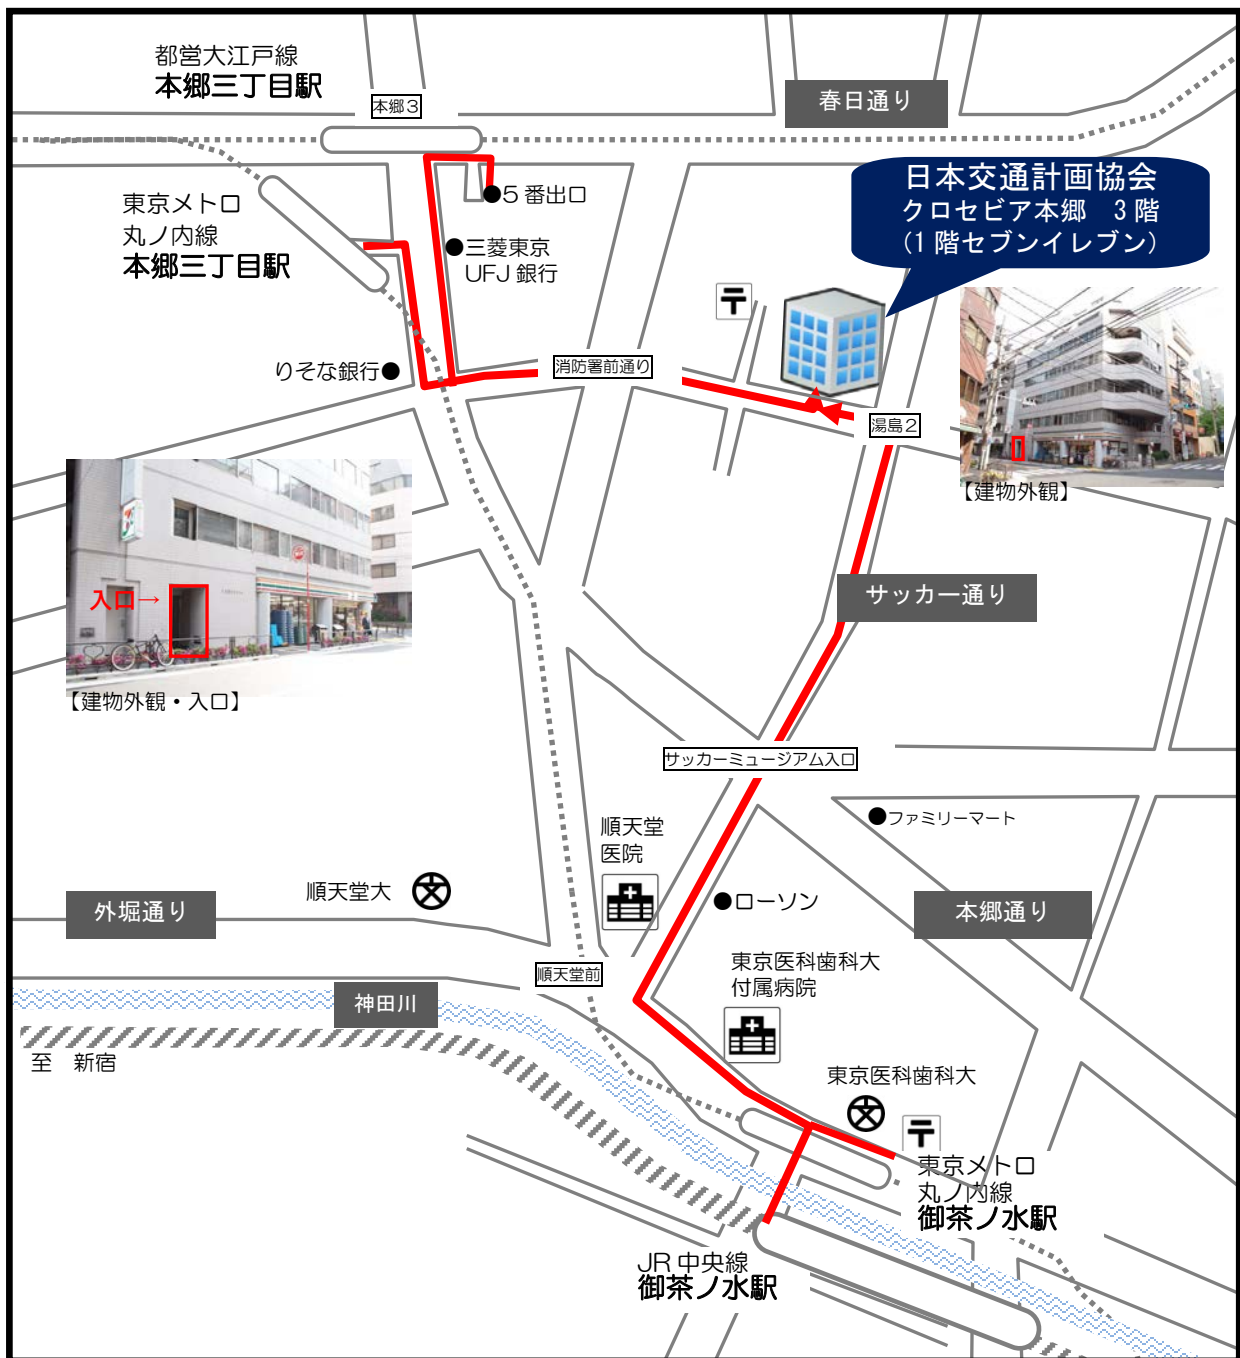 都営大江戸線
本郷三丁目駅
本郷3
春日通り
日本交通計画協会
クロセビア本郷 3階
(1階セブンイレブン)
東京メトロ
丸ノ内線
本郷三丁目駅
●5番出口
●三菱東京
UFJ銀行
りそな銀行●
消防署前通り
湯島2
【建物外観】
入口→
【建物外観・入口】
サッカー通り
サッカーミュージアム入口
●ファミリーマート
順天堂
医院
順天堂大
外堀通り
●ローソン
本郷通り
順天堂前
東京医科歯科大
付属病院
神田川
至 新宿
東京医科歯科大
東京メトロ
丸ノ内線
御茶ノ水駅
JR中央線
御茶ノ水駅